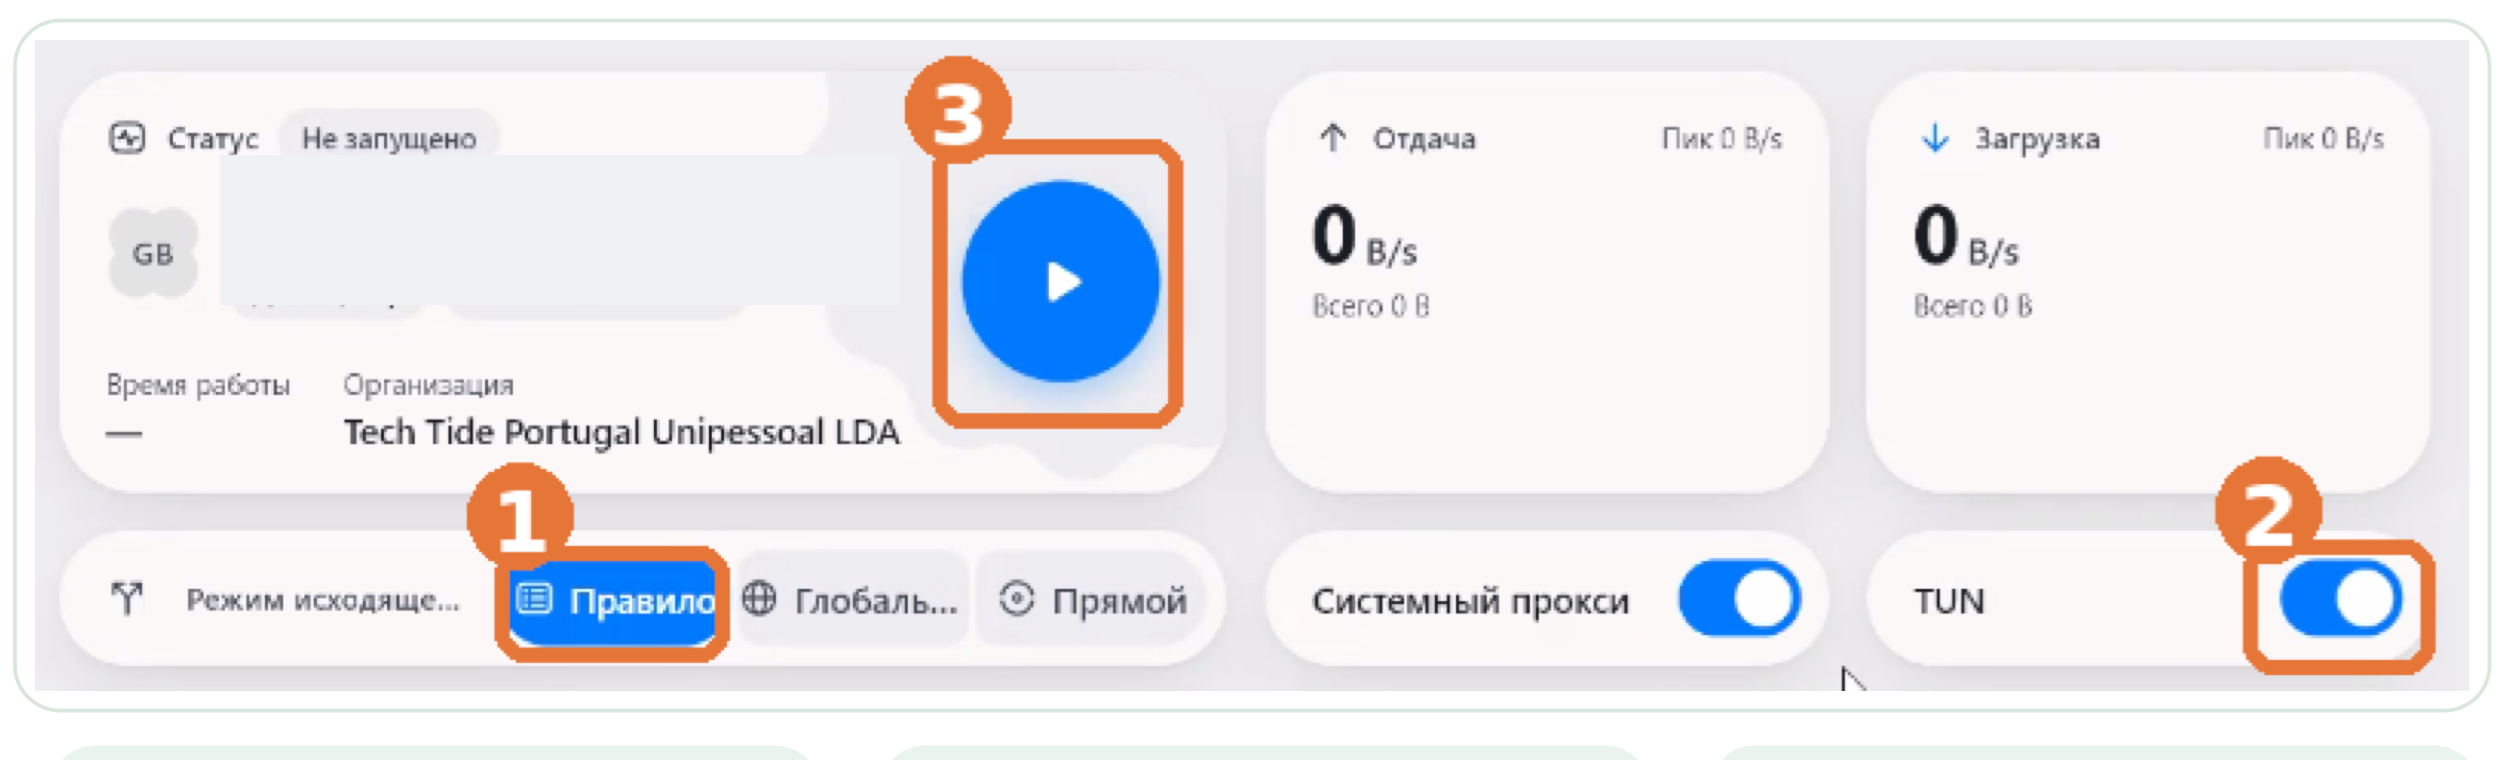 3
Статус
Не запущено
GB
Время работы
Организация
—
Tech Tide Portugal Unipessoal LDA
Отдача
Пик 0 B/s
0 B/s
Всего 0 B
Загрузка
Пик 0 B/s
0 B/s
Всего 0 B
1
Режим исходяще...
Правило
Глобаль...
Прямой
Системный прокси
2
TUN